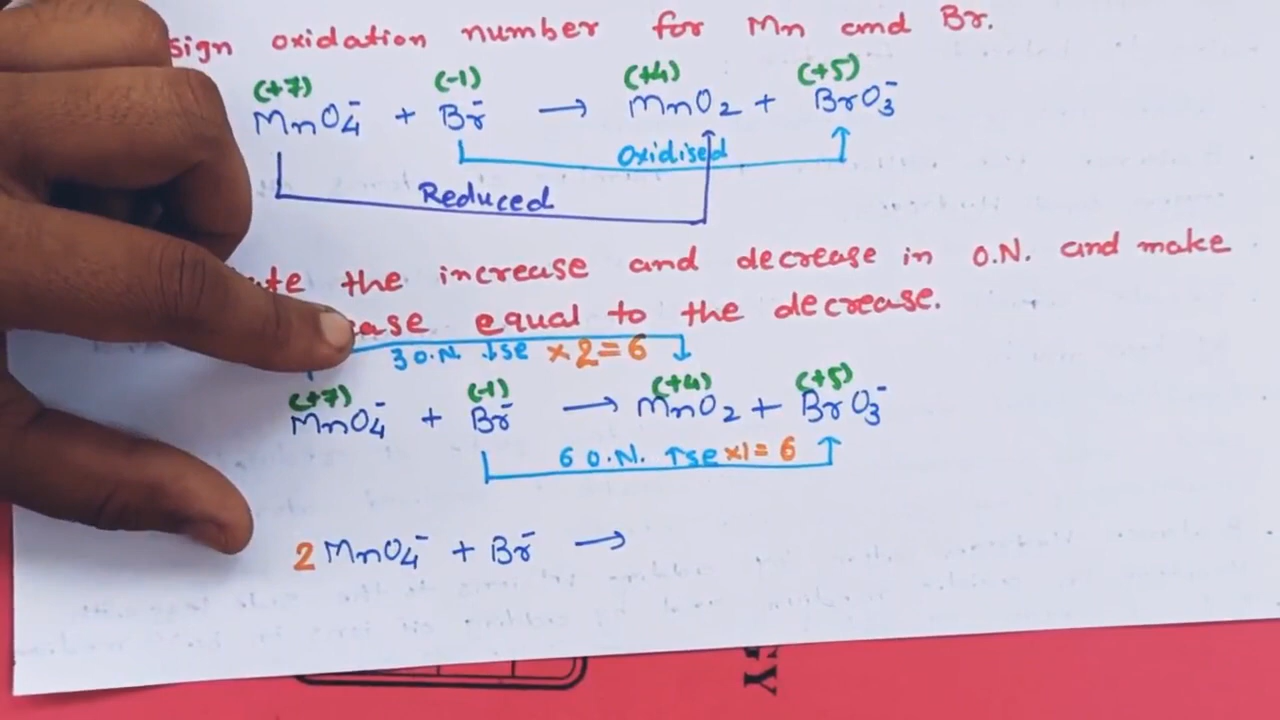 sign oxidation number for Mn and Br.
(+7) (-1) (+4) (+5)
MnO₄⁻ + Br⁻ → MnO₂ + BrO₃⁻
Oxidised
Reduced
the increase and decrease in O.N. and make
equal to the decrease.
3 O.N. ↓se × 2 = 6
(+7) (-1) (+4) (+5)
MnO₄⁻ + Br⁻ → MnO₂ + BrO₃⁻
6 O.N. ↑se ×1 = 6
2 MnO₄⁻ + Br⁻ →